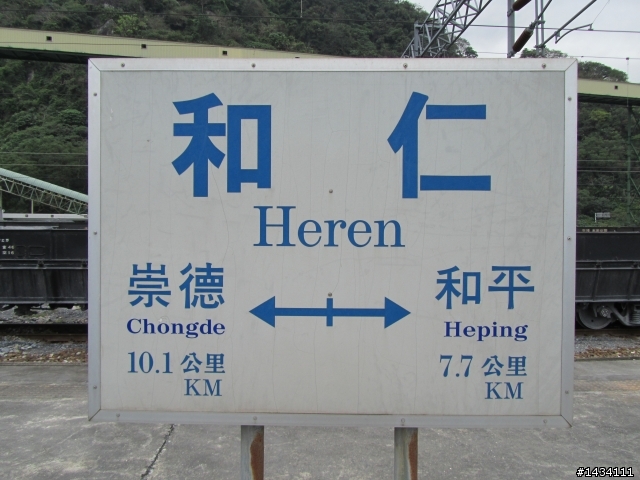 和仁
Heren
崇德 和平
Chongde Heping
10.1 公里 7.7 公里
KM KM
#1434111